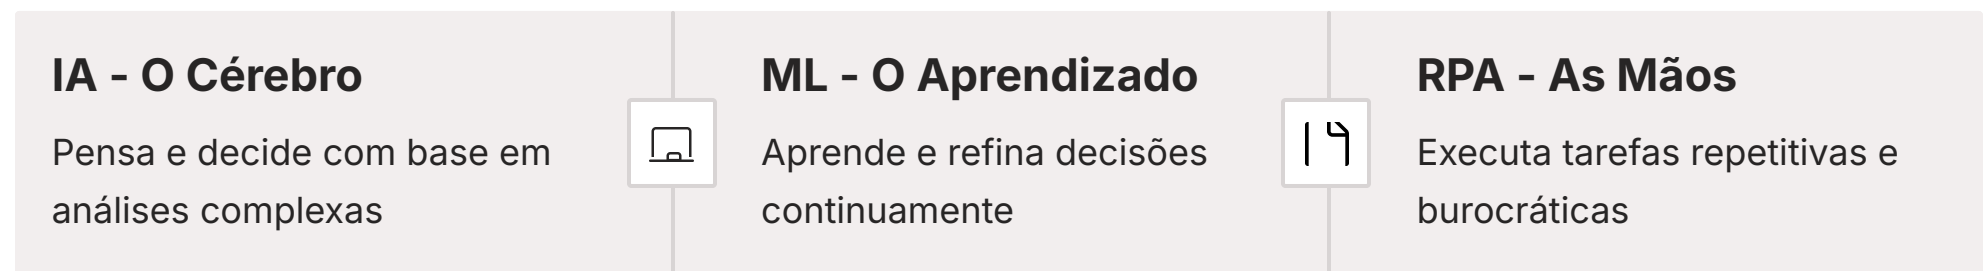 IA - O Cérebro
Pensa e decide com base em
análises complexas
ML - O Aprendizado
Aprende e refina decisões
continuamente
RPA - As Mãos
Executa tarefas repetitivas e
burocráticas